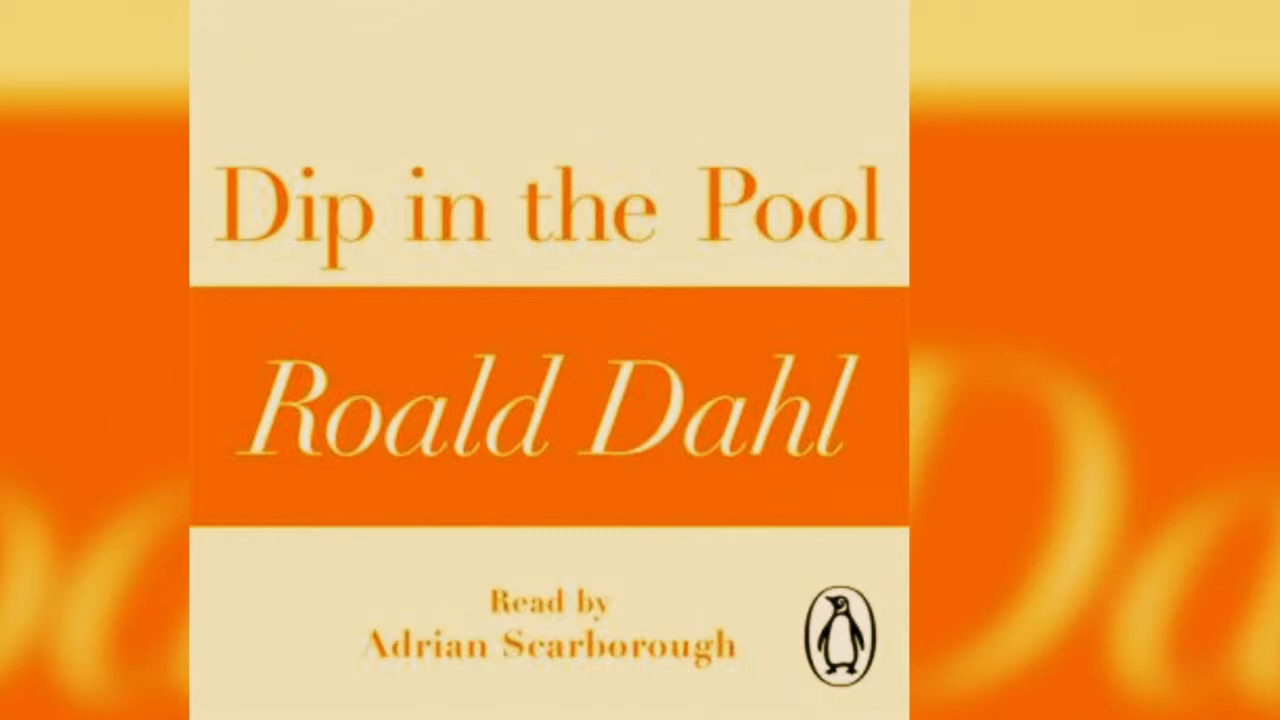 Dip in the Pool
Roald Dahl
Read by
Adrian Scarborough